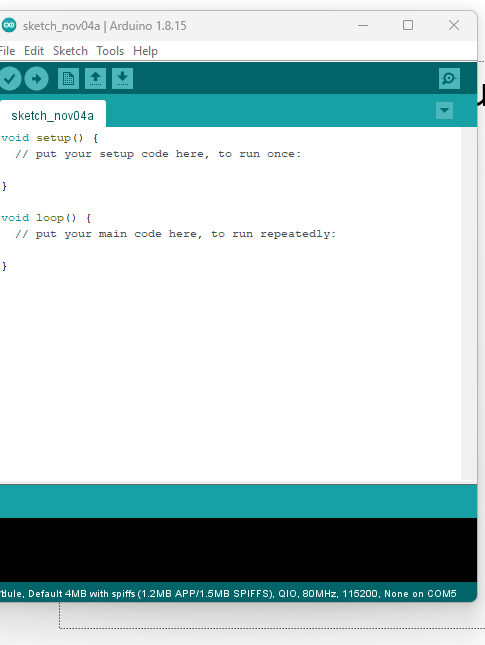 sketch_nov04a | Arduino 1.8.15
File Edit Sketch Tools Help
sketch_nov04a
void setup() {
// put your setup code here, to run once:
}
void loop() {
// put your main code here, to run repeatedly:
}
Default 4MB with spiffs (1.2MB APP/1.5MB SPIFFS), QIO, 80MHz, 115200, None on COM5